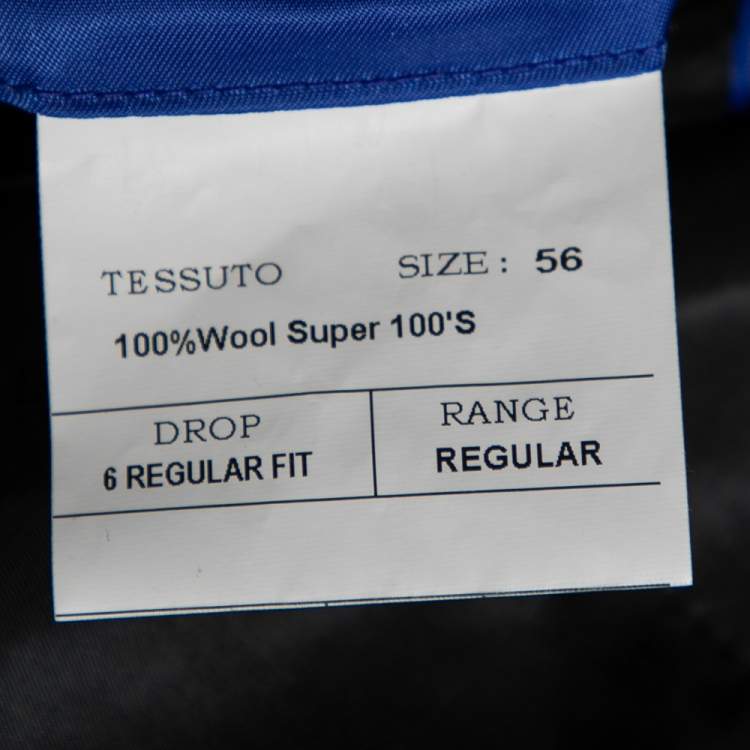 TESSUTO SIZE: 56
100%Wool Super 100'S
DROP RANGE
6 REGULAR FIT REGULAR